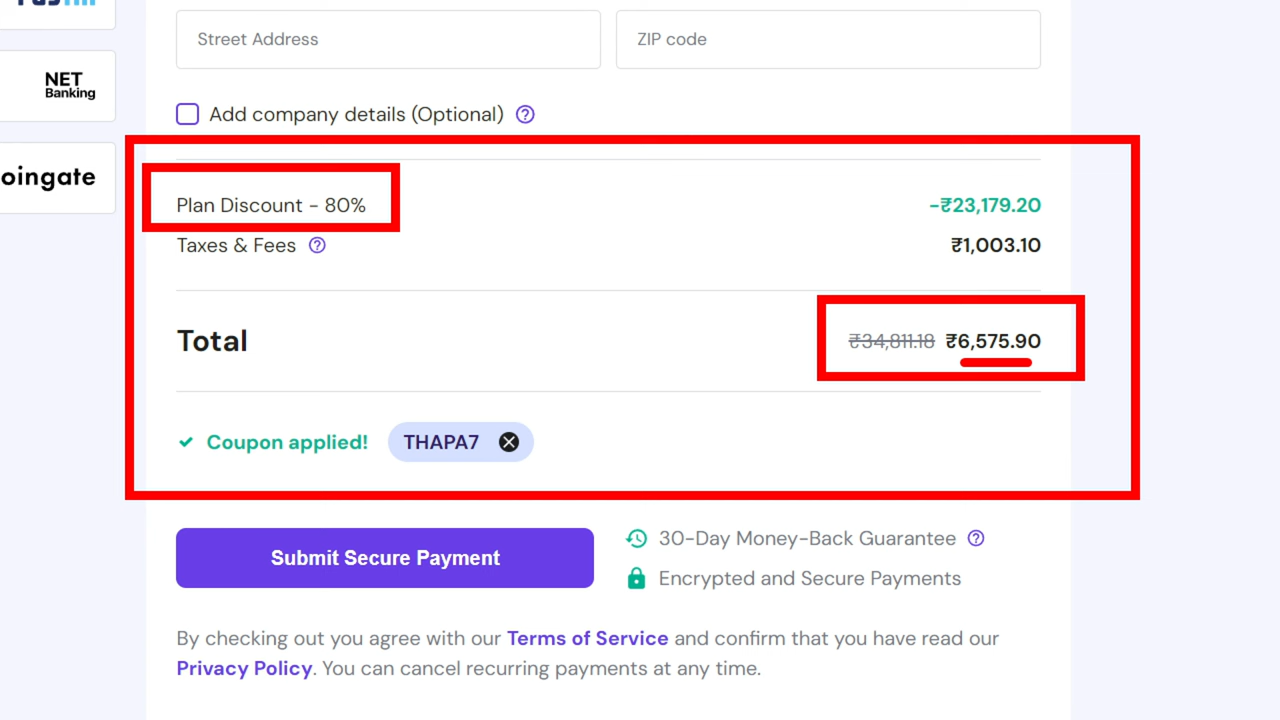 Street Address
ZIP code
NET
Banking
Add company details (Optional)
oingate
Plan Discount - 80%
-₹23,179.20
Taxes & Fees
₹1,003.10
Total
₹34,811.18 ₹6,575.90
Coupon applied!
THAPA7
Submit Secure Payment
30-Day Money-Back Guarantee
Encrypted and Secure Payments
By checking out you agree with our Terms of Service and confirm that you have read our
Privacy Policy. You can cancel recurring payments at any time.